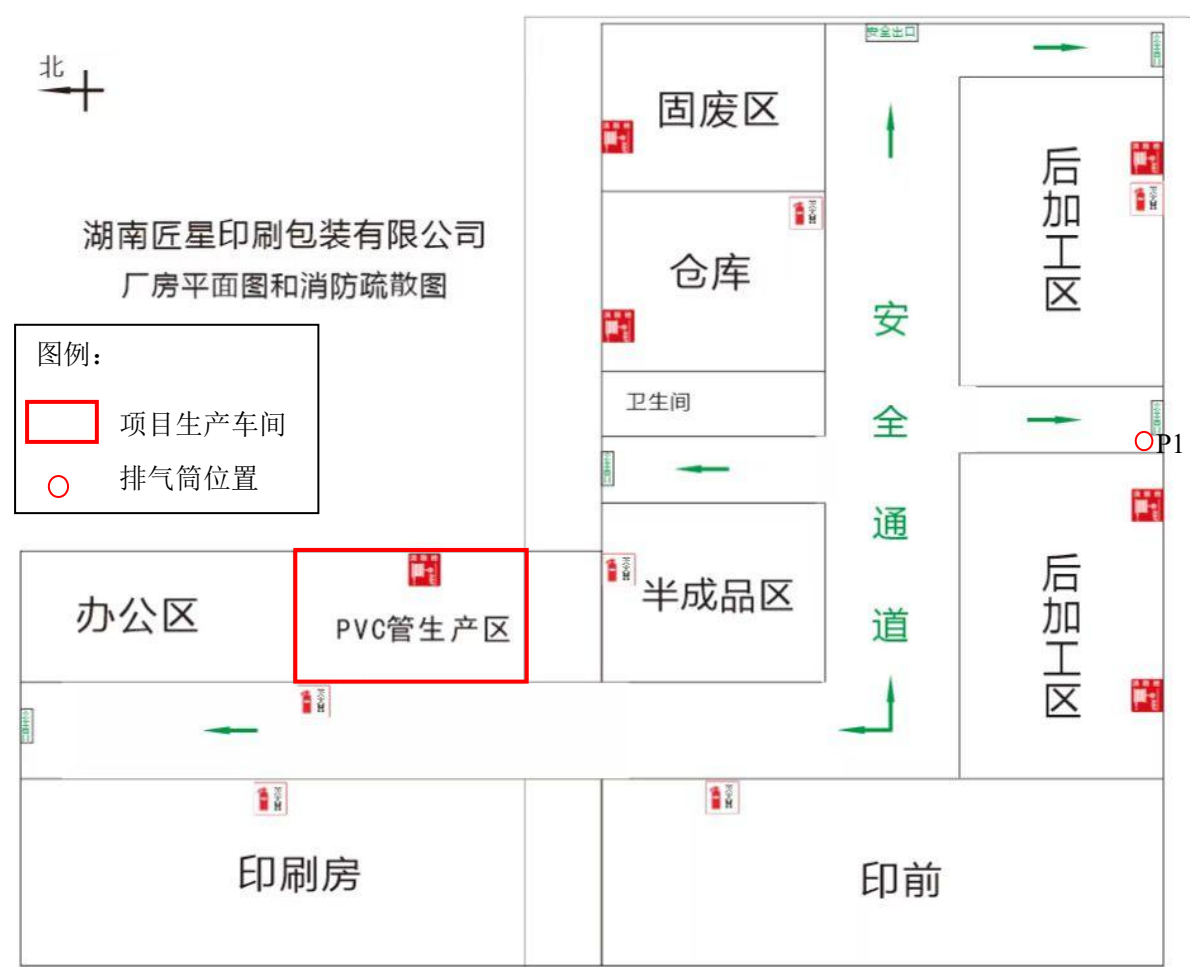 北
湖南匠星印刷包装有限公司
厂房平面图和消防疏散图
图例：
项目生产车间
排气筒位置
安全出口
固废区
仓库
卫生间
后加工区
安全通道
P1
半成品区
办公区
PVC管生产区
后加工区
印刷房
印前